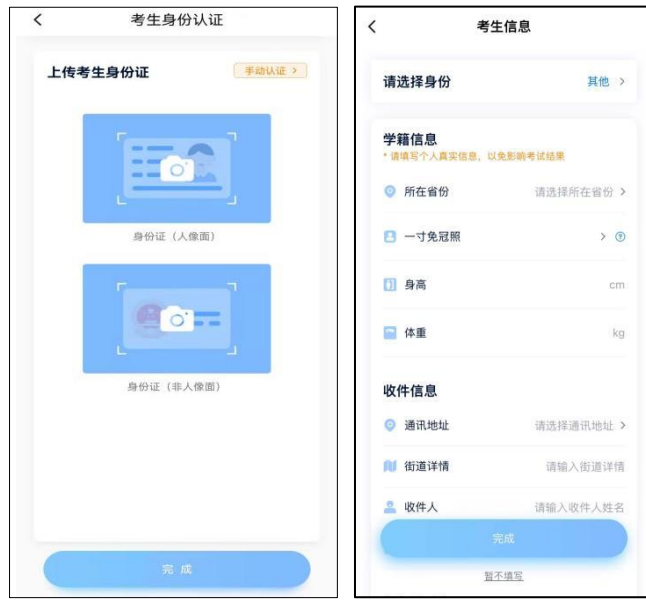 考生身份认证
上传考生身份证
手动认证 >
身份证（人像面）
身份证（非人像面）
完 成
考生信息
请选择身份 其他 >
学籍信息
* 请填写个人真实信息，以免影响考试结果
所在省份 请选择所在省份 >
一寸免冠照 >
身高 cm
体重 kg
收件信息
通讯地址 请选择通讯地址 >
街道详情 请输入街道详情
收件人 请输入收件人姓名
完成
暂不填写